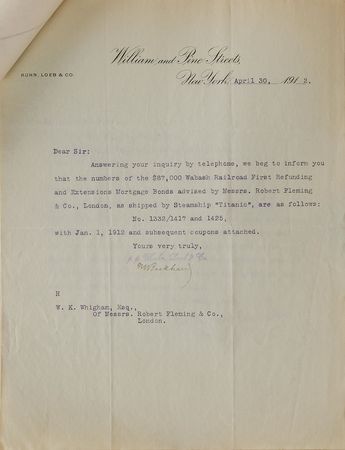 William and Pine Streets,
KUHN, LOEB & CO.
New York, April 30, 1912.
Dear Sir:
Answering your inquiry by telephone, we beg to inform you
that the numbers of the $87,000 Wabash Railroad First Refunding
and Extensions Mortgage Bonds advised by Messrs. Robert Fleming
& Co., London, as shipped by Steamship "Titanic", are as follows:
No. 1332/1417 and 1425,
with Jan. 1, 1912 and subsequent coupons attached.
Yours very truly,
Kuhn Loeb & Co.
H
W. K. Whigham, Esq.,
Of Messrs. Robert Fleming & Co.,
London.